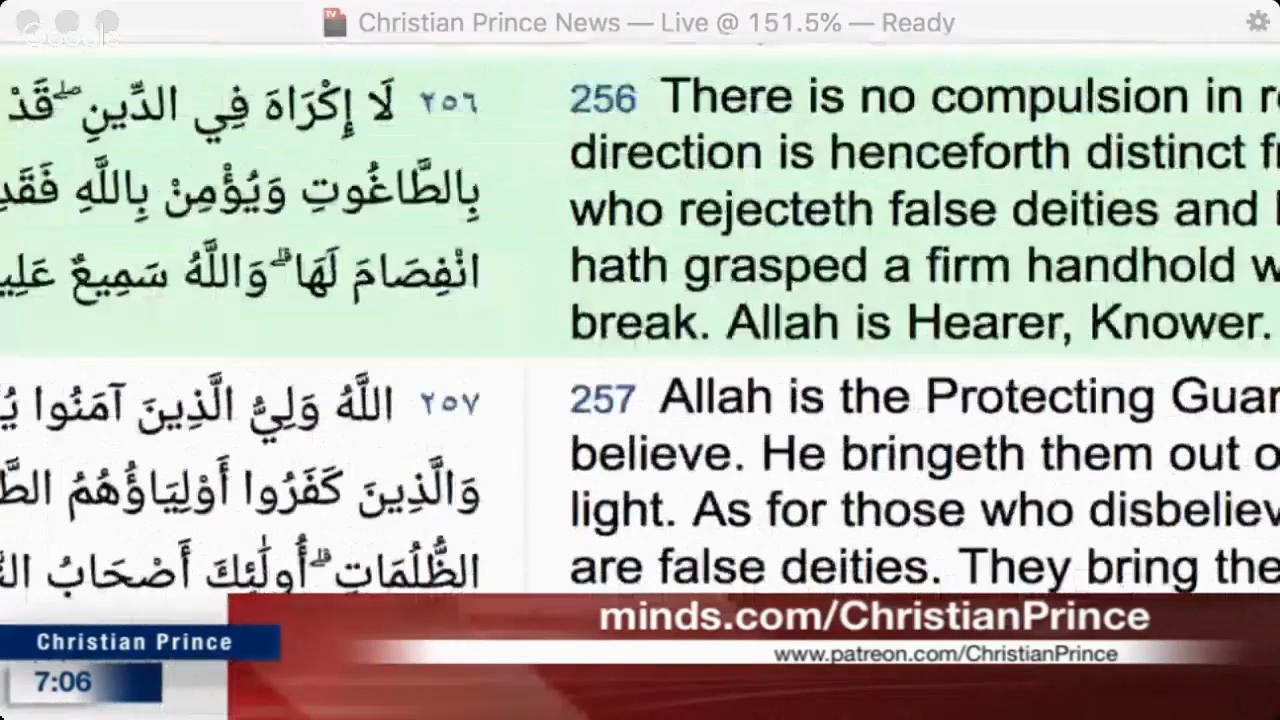 Christian Prince News — Live @ 151.5% — Ready
Google
٢٥٦ لَا إِكْرَاهَ فِي الدِّينِ ۖ قَدْ
بِالطَّاغُوتِ وَيُؤْمِنْ بِاللَّهِ فَقَدِ
انْفِصَامَ لَهَا ۗ وَاللَّهُ سَمِيعٌ
256 There is no compulsion in
direction is henceforth distinct
who rejecteth false deities and
hath grasped a firm handhold
break. Allah is Hearer, Knower.
٢٥٧ اللَّهُ وَلِيُّ الَّذِينَ آمَنُوا
وَالَّذِينَ كَفَرُوا أَوْلِيَاؤُهُمُ
الظُّلُمَاتِ ۗ أُولَٰئِكَ أَصْحَابُ
257 Allah is the Protecting
believe. He bringeth them out
light. As for those who
are false deities. They bring
minds.com/ChristianPrince
www.patreon.com/ChristianPrince
Christian Prince
7:06